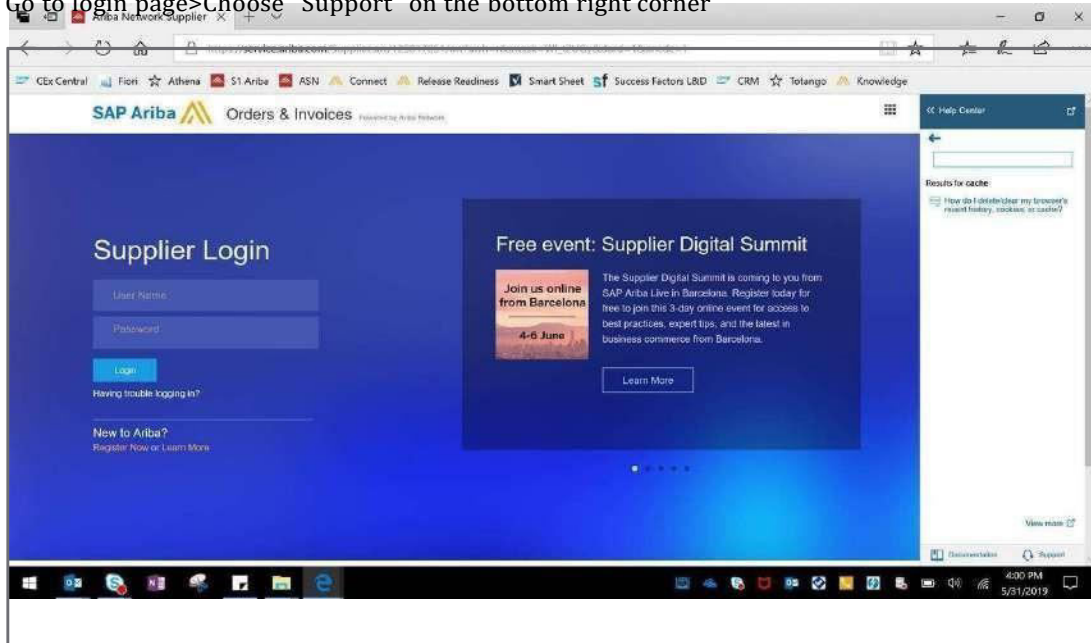 Go to login page>Choose "Support" on the bottom right corner
Ariba Network Supplier
CEx Central Fiori Athena S1 Ariba ASN Connect Release Readiness Smart Sheet Success Factors L&D CRM Totango Knowledge
SAP Ariba Orders & Invoices Powered by Ariba Network
<< Help Center
Results for cache
How do I delete/clear my browser's
recent history, cookies, or cache?
Supplier Login
User Name
Password
Login
Having trouble logging in?
New to Ariba?
Register Now or Learn More
Free event: Supplier Digital Summit
Join us online
from Barcelona
4-6 June
The Supplier Digital Summit is coming to you from
SAP Ariba Live in Barcelona. Register today for
free to join this 3-day online event for access to
best practices, expert tips, and the latest in
business commerce from Barcelona.
Learn More
View more
Documentation Support
4:00 PM
5/31/2019